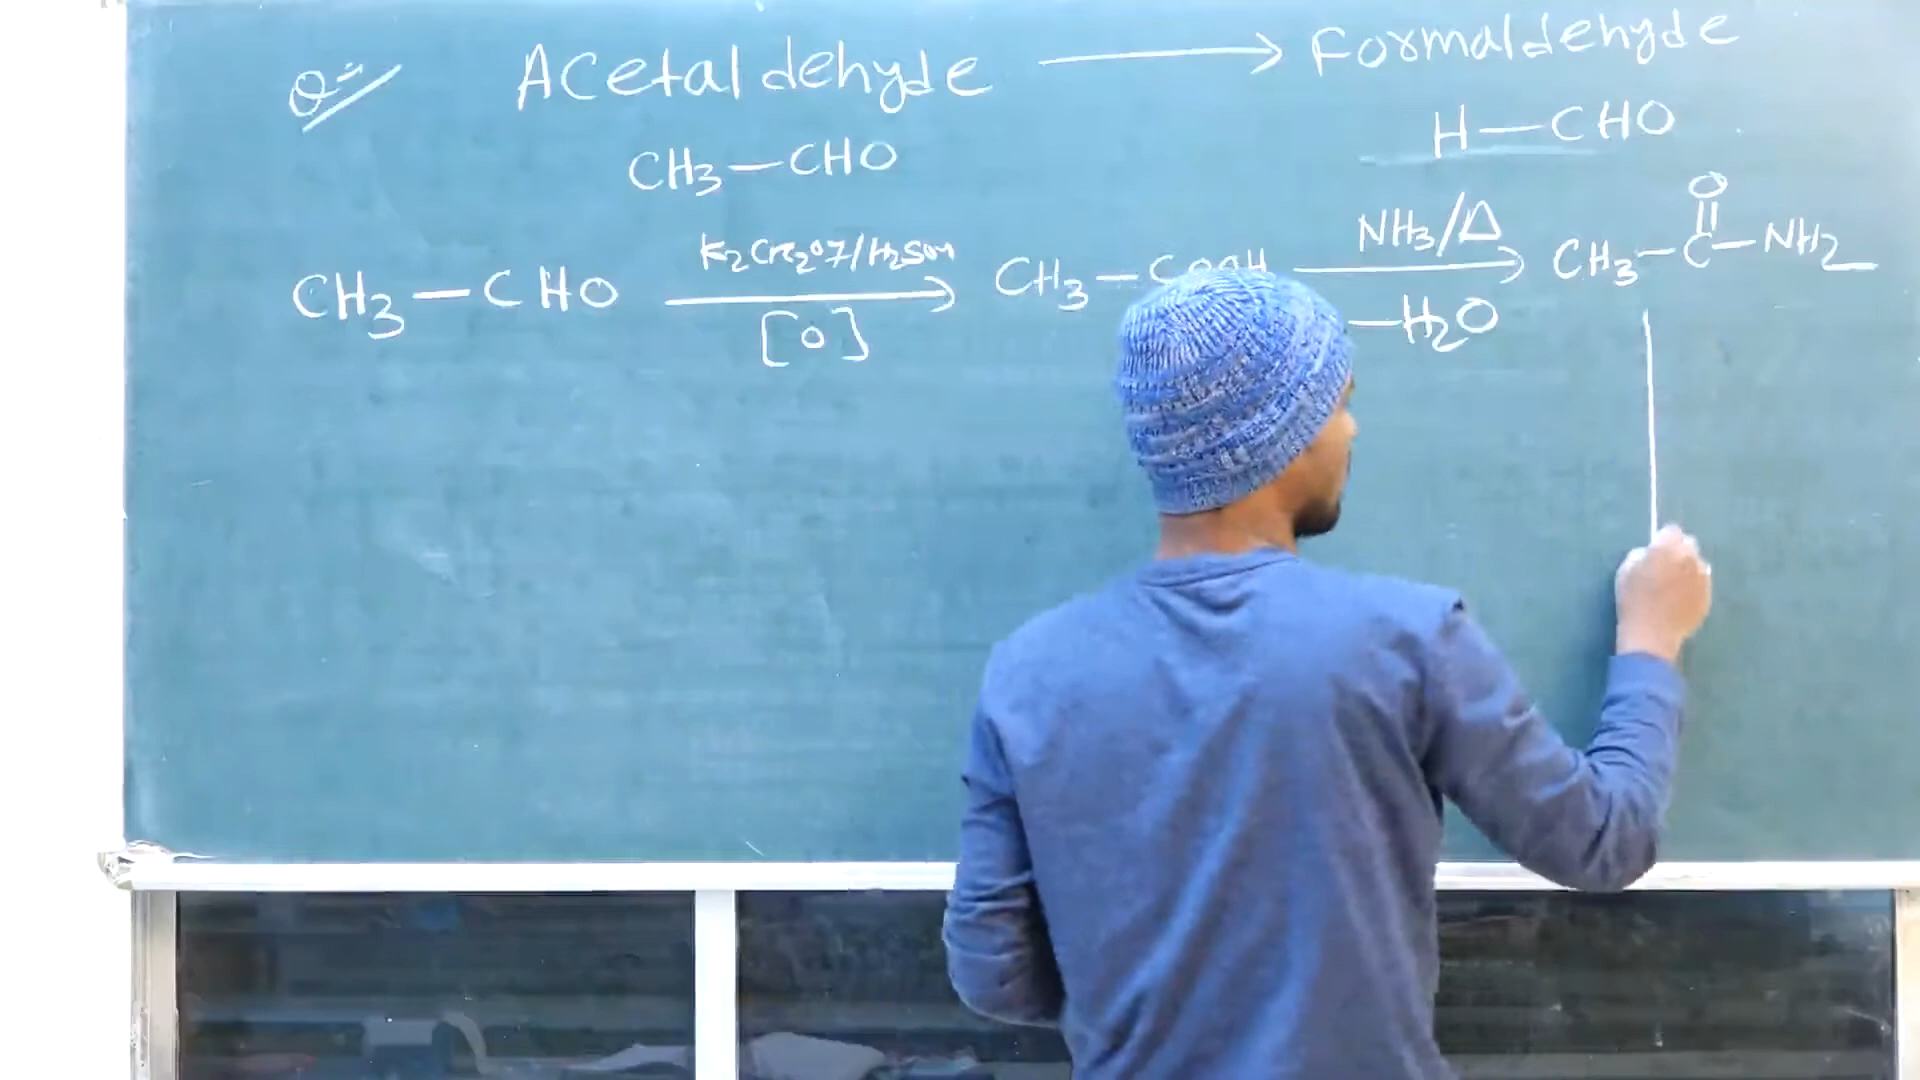 Q:- Acetaldehyde ⟶ Formaldehyde
CH3—CHO H—CHO
CH3—CHO K2Cr2O7/H2SO4 [O] ⟶ CH3—COOH NH3/Δ —H2O ⟶ CH3—C(=O)—NH2